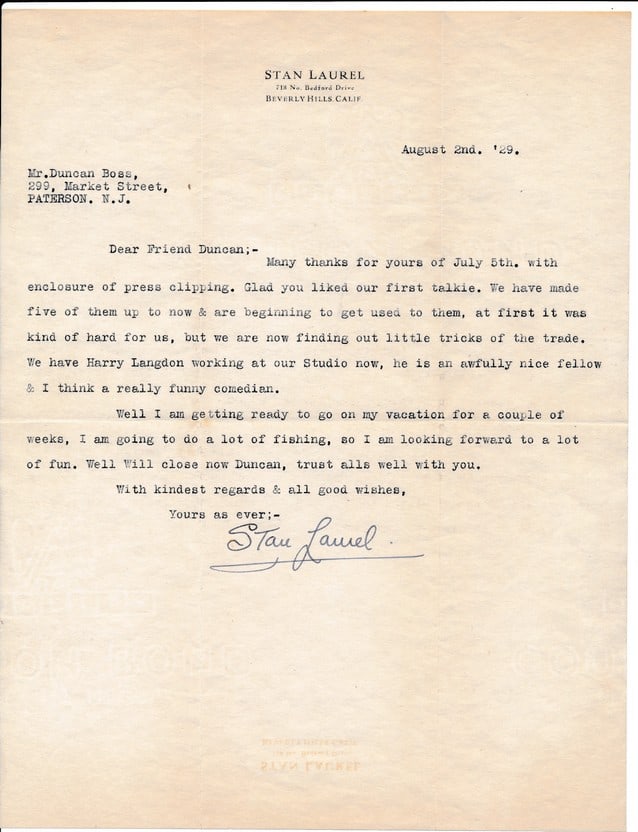 STAN LAUREL
718 No. Bedford Drive
BEVERLY HILLS, CALIF.
August 2nd. '29.
Mr.Duncan Boss,
299, Market Street,
PATERSON. N.J.
Dear Friend Duncan;-
Many thanks for yours of July 5th. with
enclosure of press clipping. Glad you liked our first talkie. We have made
five of them up to now & are beginning to get used to them, at first it was
kind of hard for us, but we are now finding out little tricks of the trade.
We have Harry Langdon working at our Studio now, he is an awfully nice fellow
& I think a really funny comedian.
Well I am getting ready to go on my vacation for a couple of
weeks, I am going to do a lot of fishing, so I am looking forward to a lot
of fun. Well Will close now Duncan, trust alls well with you.
With kindest regards & all good wishes,
Yours as ever;-
Stan Laurel.
STAN LAUREL